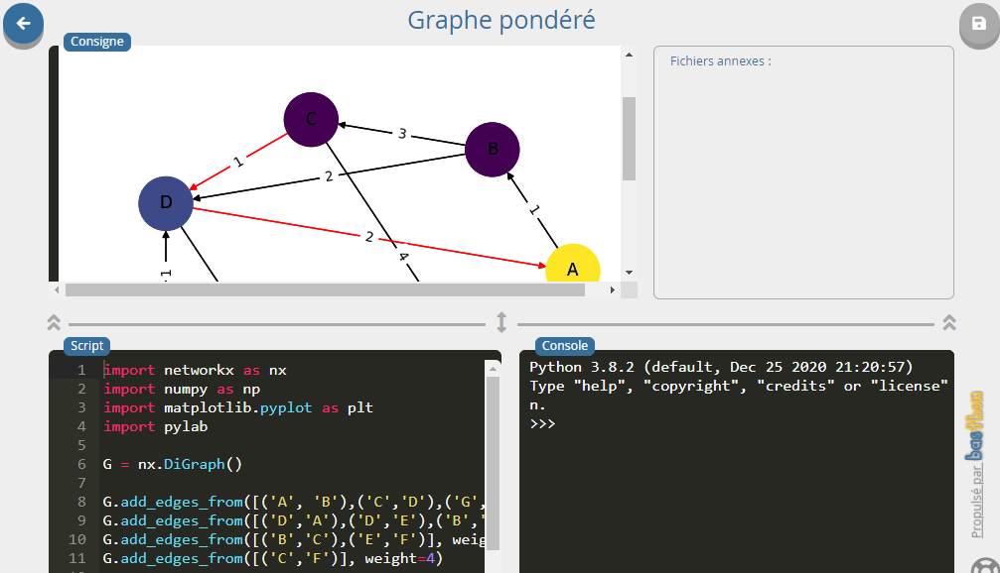 Graphe pondéré
Consigne
C
B
D
A
3
1
2
1
2
4
1
Fichiers annexes :
Script
1 import networkx as nx
2 import numpy as np
3 import matplotlib.pyplot as plt
4 import pylab
5
6 G = nx.DiGraph()
7
8 G.add_edges_from([('A', 'B'),('C','D'),('G',
9 G.add_edges_from([('D','A'),('D','E'),('B','
10 G.add_edges_from([('B','C'),('E','F')], weig
11 G.add_edges_from([('C','F')], weight=4)
Console
Python 3.8.2 (default, Dec 25 2020 21:20:57)
Type "help", "copyright", "credits" or "license"
n.
>>>
Propulsé par basthon